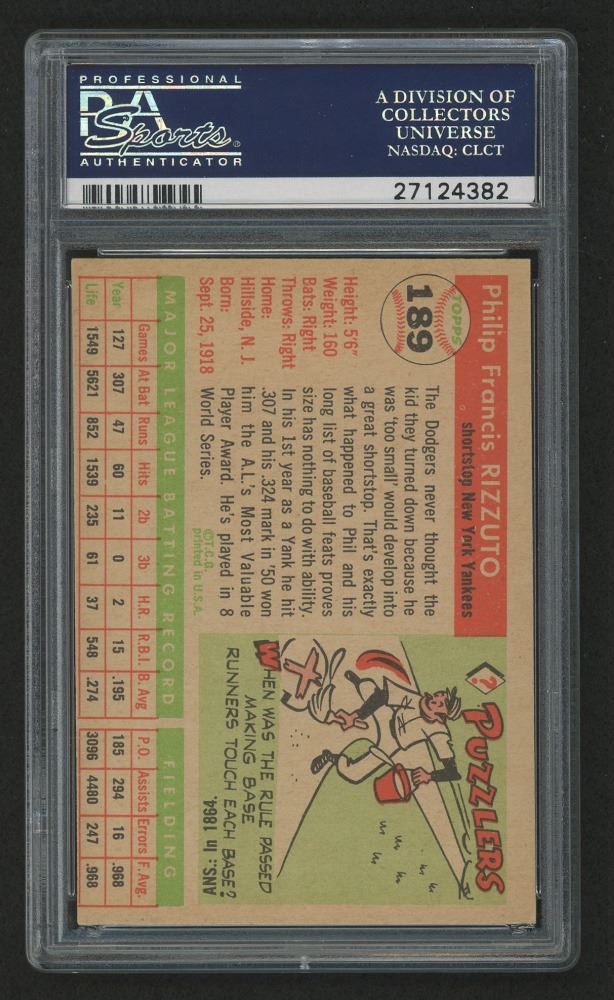 PROFESSIONAL
PSA
Sports
AUTHENTICATOR
A DIVISION OF
COLLECTORS
UNIVERSE
NASDAQ: CLCT
27124382
TOPPS
189
Philip Francis RIZZUTO
shortstop New York Yankees
Height: 5'6"
Weight: 160
Bats: Right
Throws: Right
Home:
Hillside, N. J.
Born:
Sept. 25, 1918
The Dodgers never thought the
kid they turned down because he
was 'too small' would develop into
a great shortstop. That's exactly
what happened to Phil and his
long list of baseball feats proves
size has nothing to do with ability.
In his 1st year as a Yank he hit
.307 and his .324 mark in '50 won
him the A.L.'s Most Valuable
Player Award. He's played in 8
World Series.
©T.C.G.
printed in U.S.A.
? PUZZLERS
WHEN WAS THE RULE PASSED
MAKING BASE
RUNNERS TOUCH EACH BASE?
ANS.: In 1864.
MAJOR LEAGUE BATTING RECORD FIELDING
Games At Bat Runs Hits 2b 3b H.R. R.B.I. B. Avg P.O. Assists Errors F. Avg.
Year 127 307 47 60 11 0 2 15 .195 185 294 16 .968
Life 1549 5621 852 1539 235 61 37 548 .274 3096 4480 247 .968